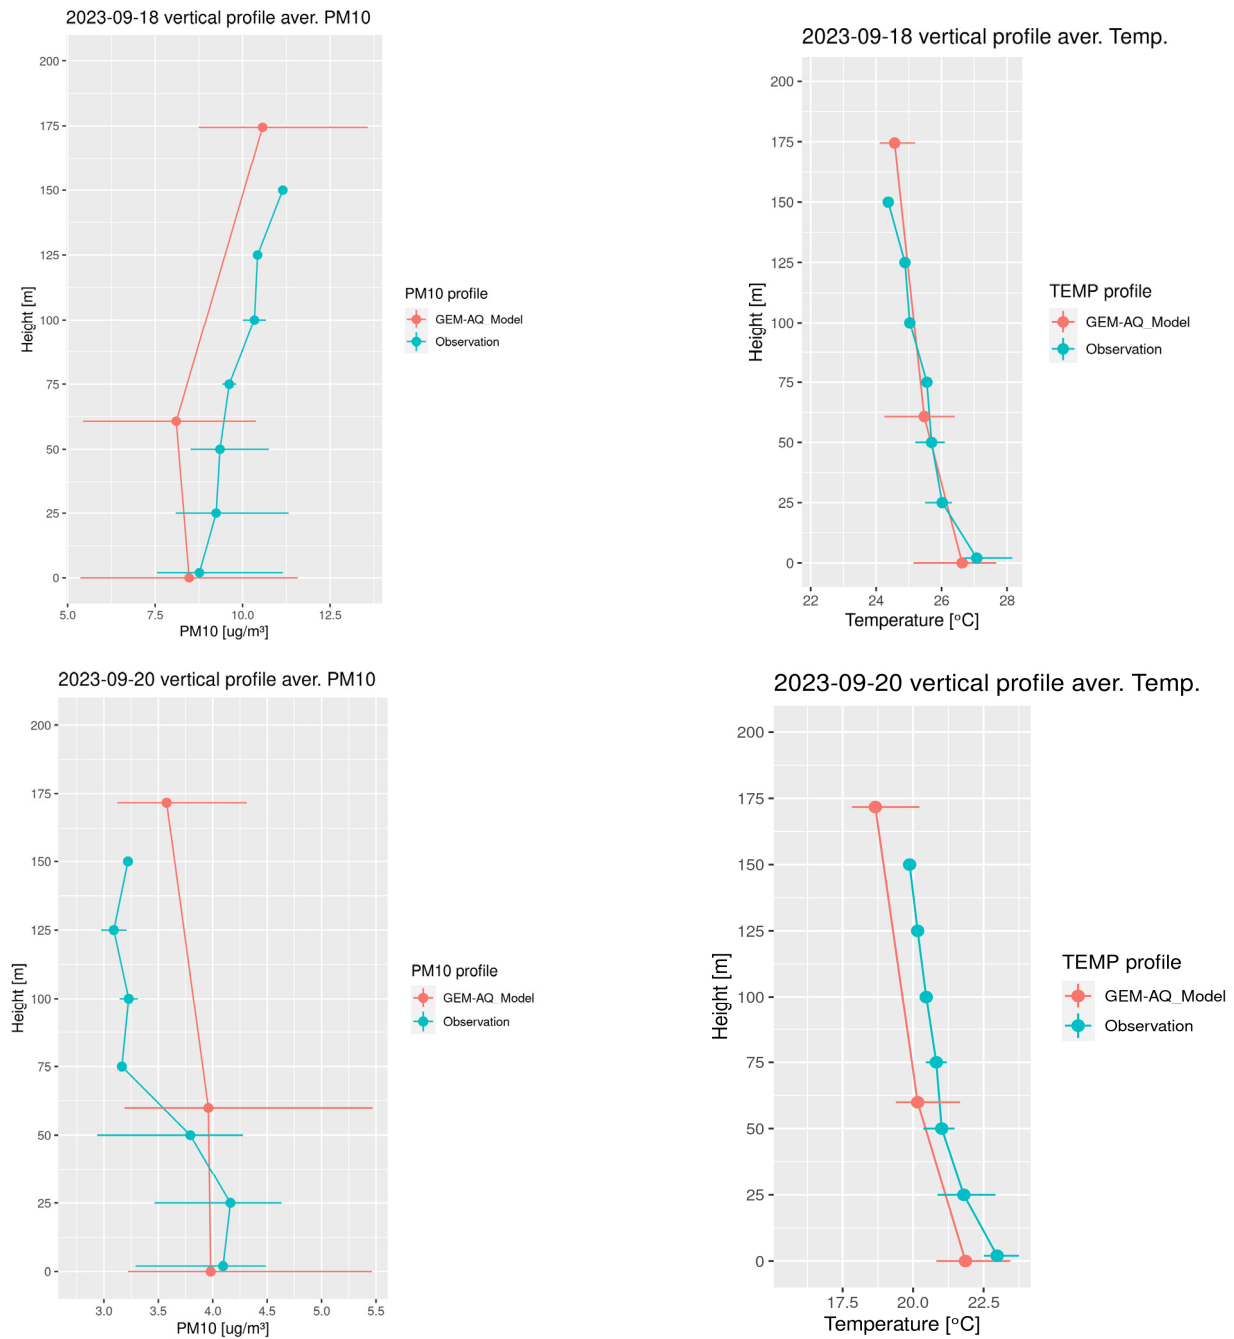 2023-09-18 vertical profile aver. PM10
200
175
150
125
100
75
50
25
0
Height [m]
5.0 7.5 10.0 12.5
PM10 [ug/m³]
PM10 profile
GEM-AQ_Model
Observation
2023-09-18 vertical profile aver. Temp.
200
175
150
125
100
75
50
25
0
Height [m]
22 24 26 28
Temperature [°C]
TEMP profile
GEM-AQ_Model
Observation
2023-09-20 vertical profile aver. PM10
200
175
150
125
100
75
50
25
0
Height [m]
3.0 3.5 4.0 4.5 5.0 5.5
PM10 [ug/m³]
PM10 profile
GEM-AQ_Model
Observation
2023-09-20 vertical profile aver. Temp.
200
175
150
125
100
75
50
25
0
Height [m]
17.5 20.0 22.5
Temperature [°C]
TEMP profile
GEM-AQ_Model
Observation